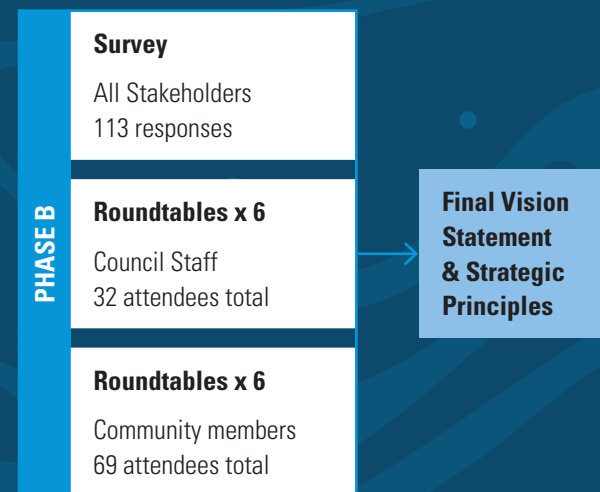 PHASE B
Survey
All Stakeholders
113 responses
Roundtables x 6
Council Staff
32 attendees total
Roundtables x 6
Community members
69 attendees total
Final Vision
Statement
& Strategic
Principles